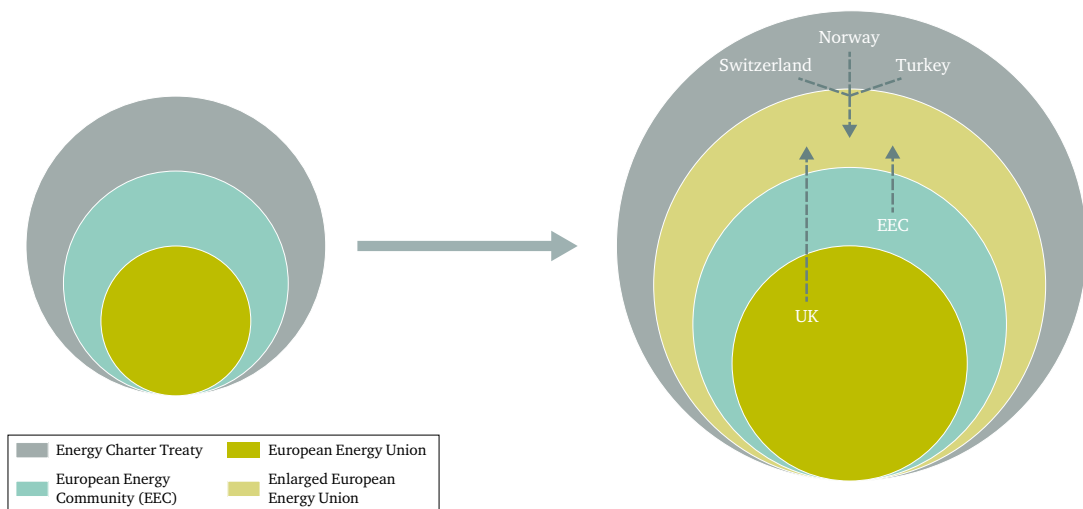 Norway
Switzerland
Turkey
EEC
UK
Energy Charter Treaty
European Energy
Community (EEC)
European Energy Union
Enlarged European
Energy Union